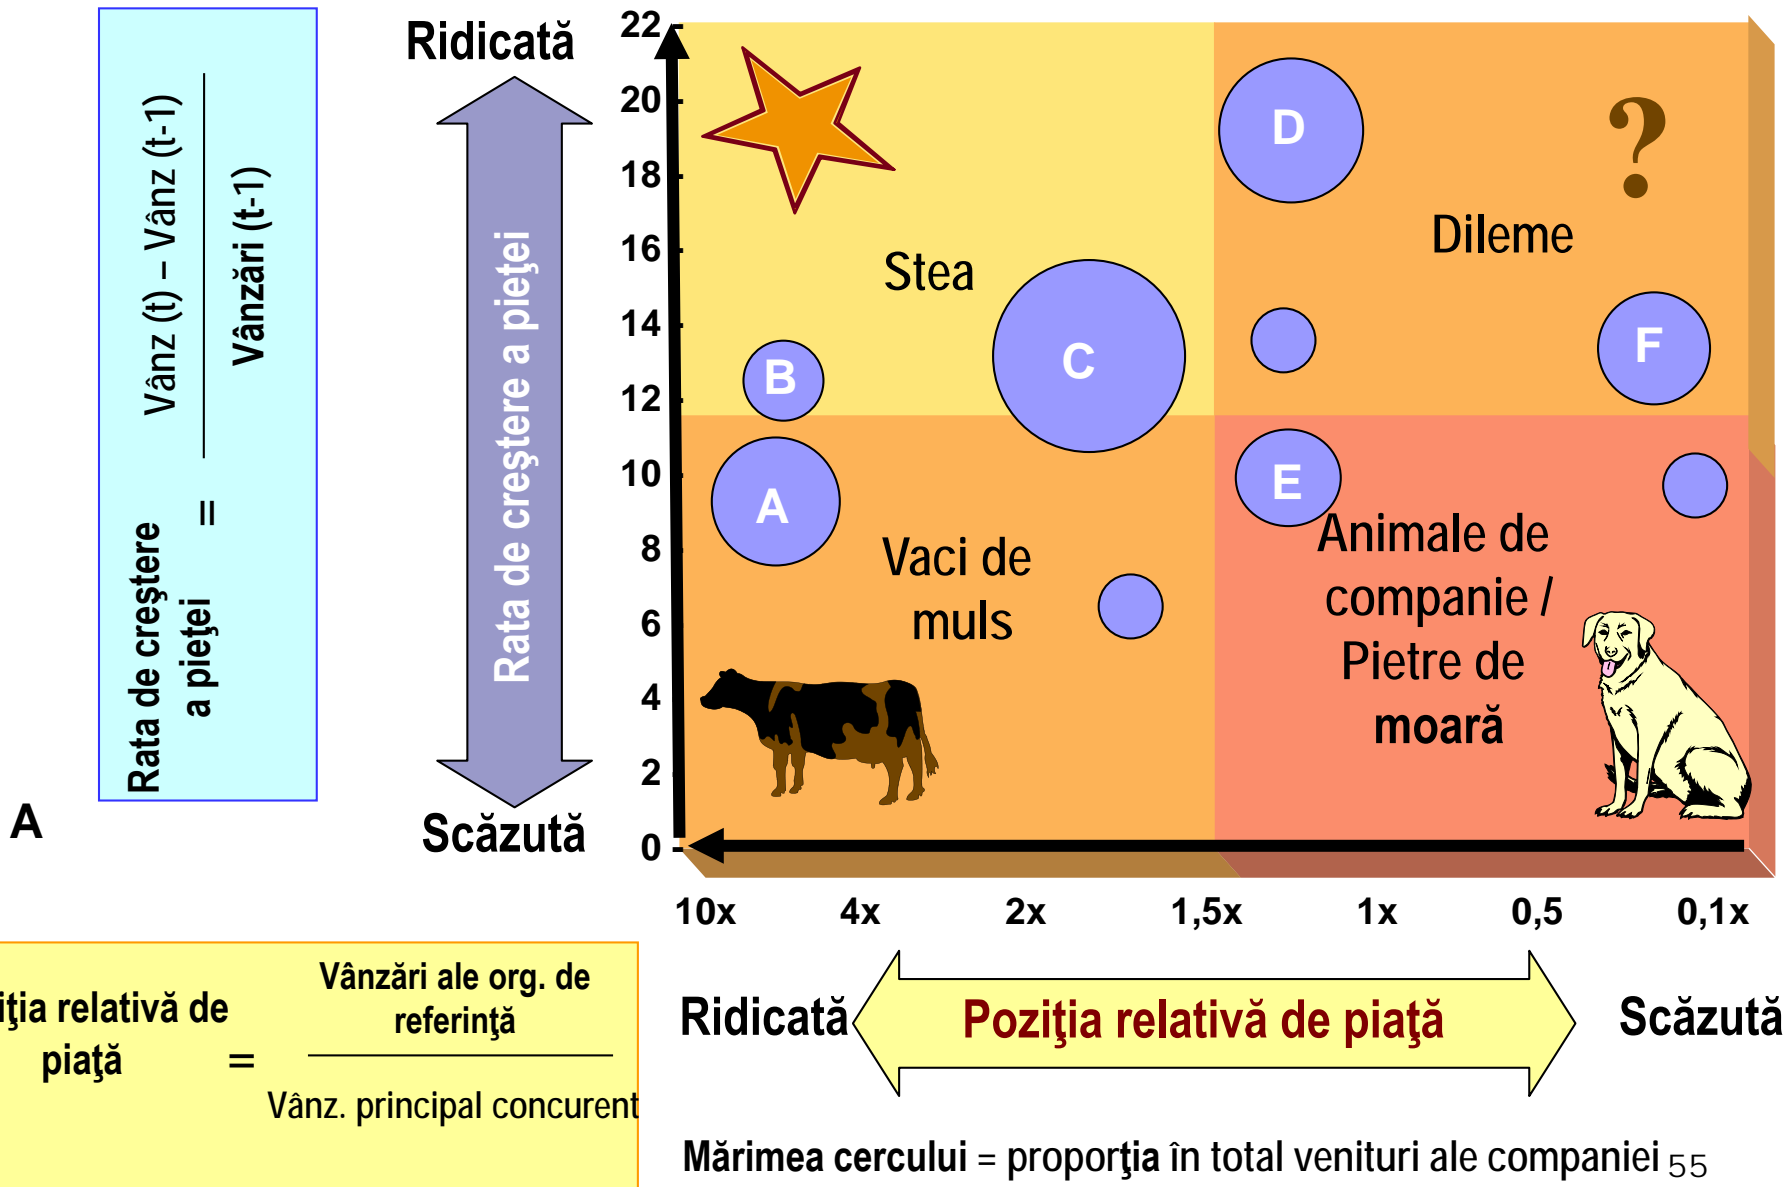 Rata de creştere
a pieţei
=
Vânz (t) – Vânz (t-1)
Vânzări (t-1)
Ridicată
Rata de creştere a pieţei
Scăzută
A
22
20
18
16
14
12
10
8
6
4
2
0
Stea
B
C
D
?
Dileme
F
A
Vaci de
muls
E
Animale de
companie /
Pietre de
moară
10x 4x 2x 1,5x 1x 0,5 0,1x
Ridicată Poziţia relativă de piaţă Scăzută
iţia relativă de
piaţă
=
Vânzări ale org. de
referinţă
Vânz. principal concurent
Mărimea cercului = proporţia în total venituri ale companiei
55